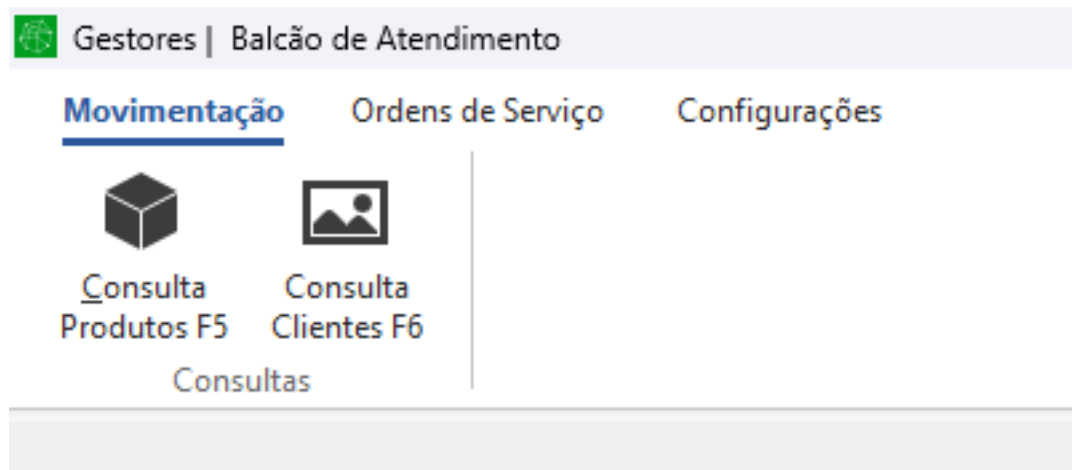 Gestores | Balcão de Atendimento
Movimentação Ordens de Serviço Configurações
Consulta Produtos F5
Consulta Clientes F6
Consultas